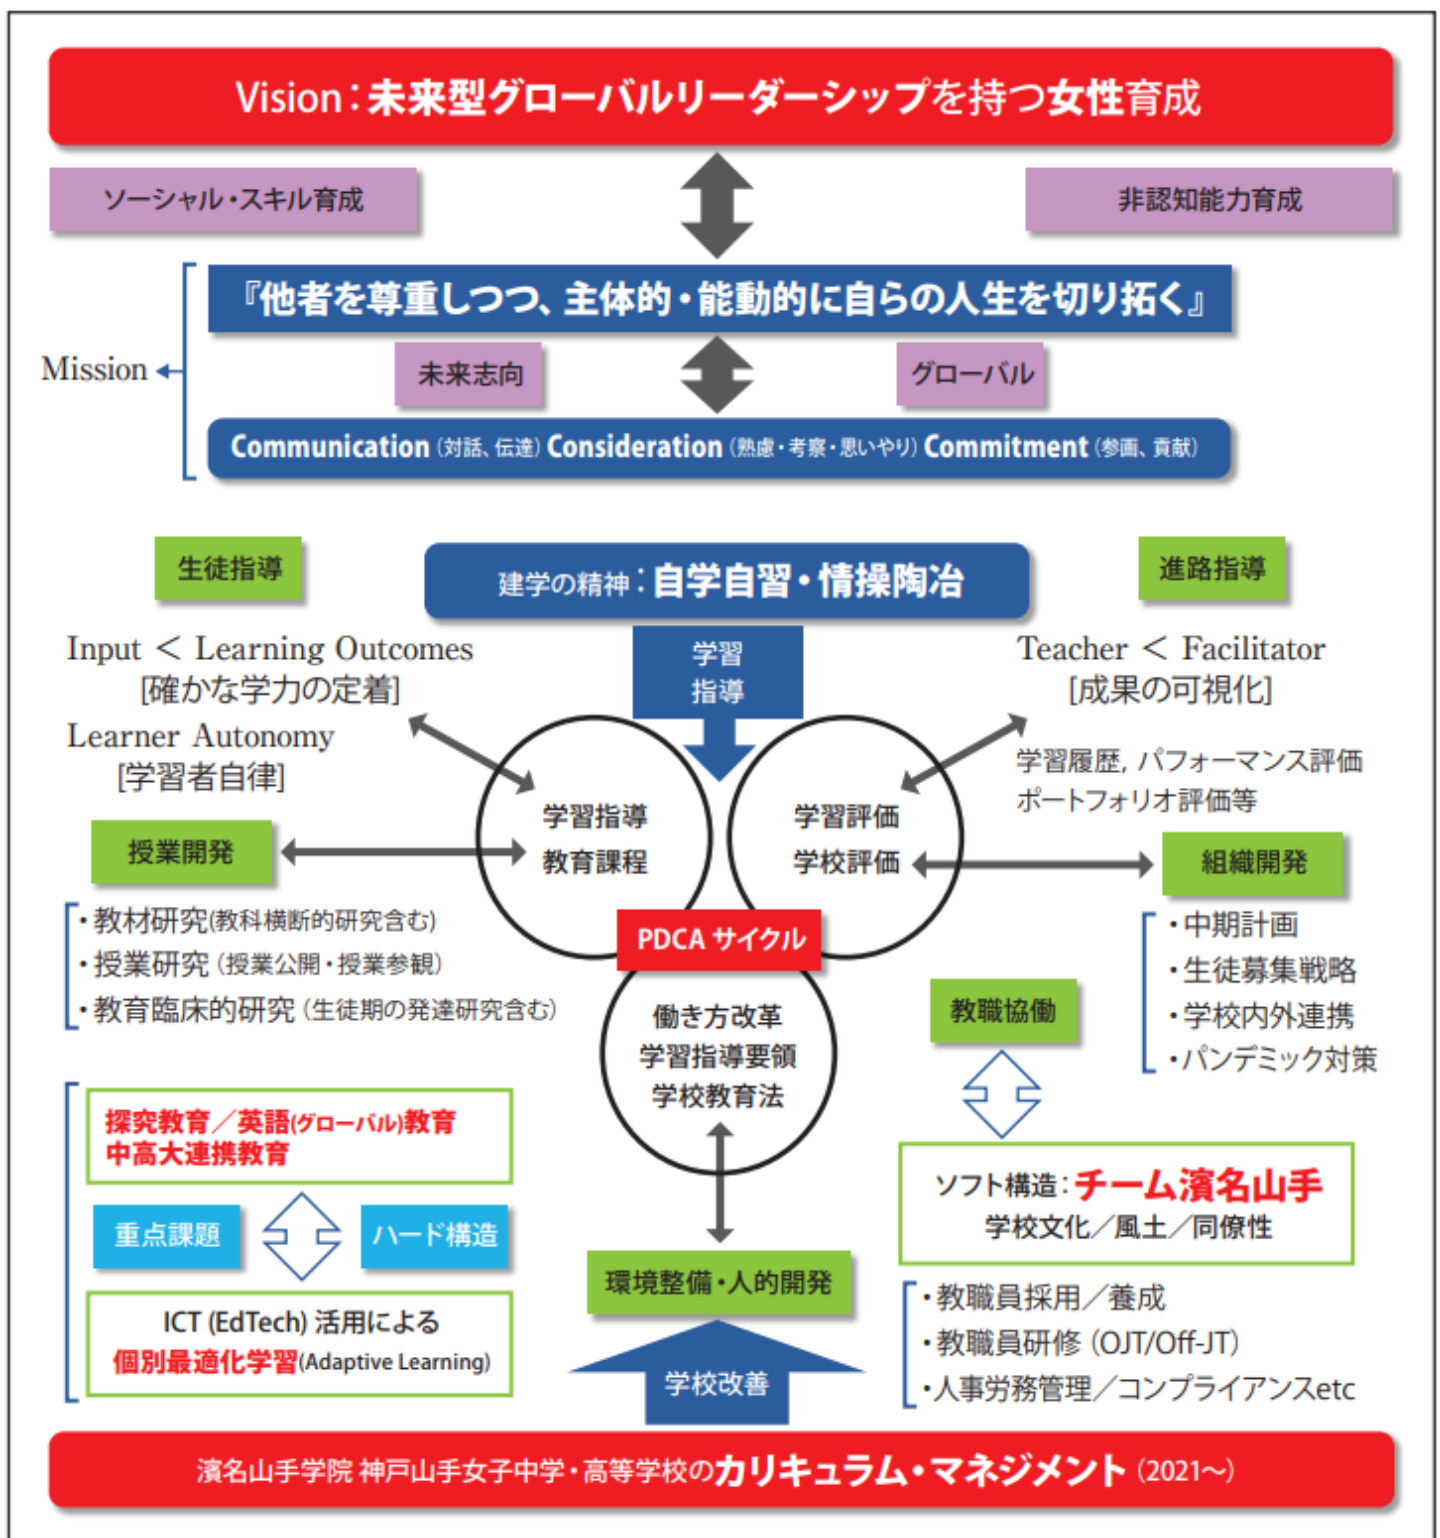 Vision：未来型グローバルリーダーシップを持つ女性育成
ソーシャル・スキル育成
非認知能力育成
『他者を尊重しつつ、主体的・能動的に自らの人生を切り拓く』
Mission
未来志向
グローバル
Communication（対話、伝達）Consideration（熟慮・考察・思いやり）Commitment（参画、貢献）
生徒指導
建学の精神：自学自習・情操陶冶
進路指導
Input ＜ Learning Outcomes
[確かな学力の定着]
Learner Autonomy
[学習者自律]
学習
指導
Teacher ＜ Facilitator
[成果の可視化]
学習履歴, パフォーマンス評価
ポートフォリオ評価等
学習指導
教育課程
学習評価
学校評価
授業開発
組織開発
・教材研究(教科横断的研究含む)
・授業研究（授業公開・授業参観）
・教育臨床的研究（生徒期の発達研究含む）
PDCA サイクル
・中期計画
・生徒募集戦略
・学校内外連携
・パンデミック対策
働き方改革
学習指導要領
学校教育法
教職協働
探究教育／英語(グローバル)教育
中高大連携教育
重点課題
ハード構造
ICT (EdTech) 活用による
個別最適化学習(Adaptive Learning)
ソフト構造：チーム濱名山手
学校文化／風土／同僚性
環境整備・人的開発
・教職員採用／養成
・教職員研修（OJT/Off-JT）
・人事労務管理／コンプライアンスetc
学校改善
濱名山手学院 神戸山手女子中学・高等学校のカリキュラム・マネジメント（2021〜）